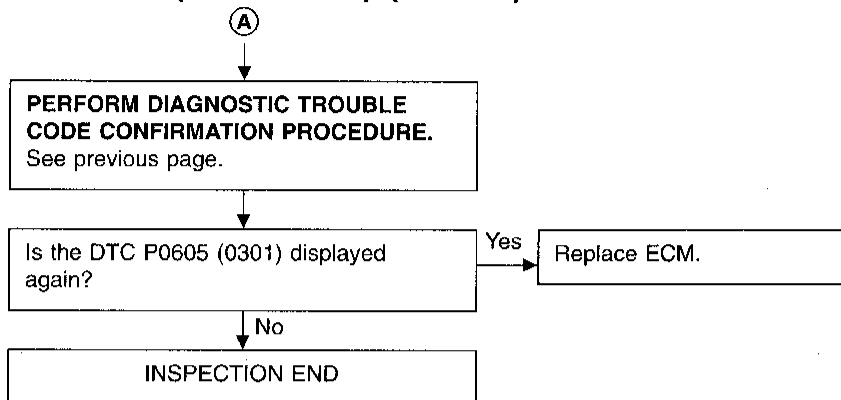 A
PERFORM DIAGNOSTIC TROUBLE
CODE CONFIRMATION PROCEDURE.
See previous page.
Is the DTC P0605 (0301) displayed
again?
Yes
Replace ECM.
No
INSPECTION END